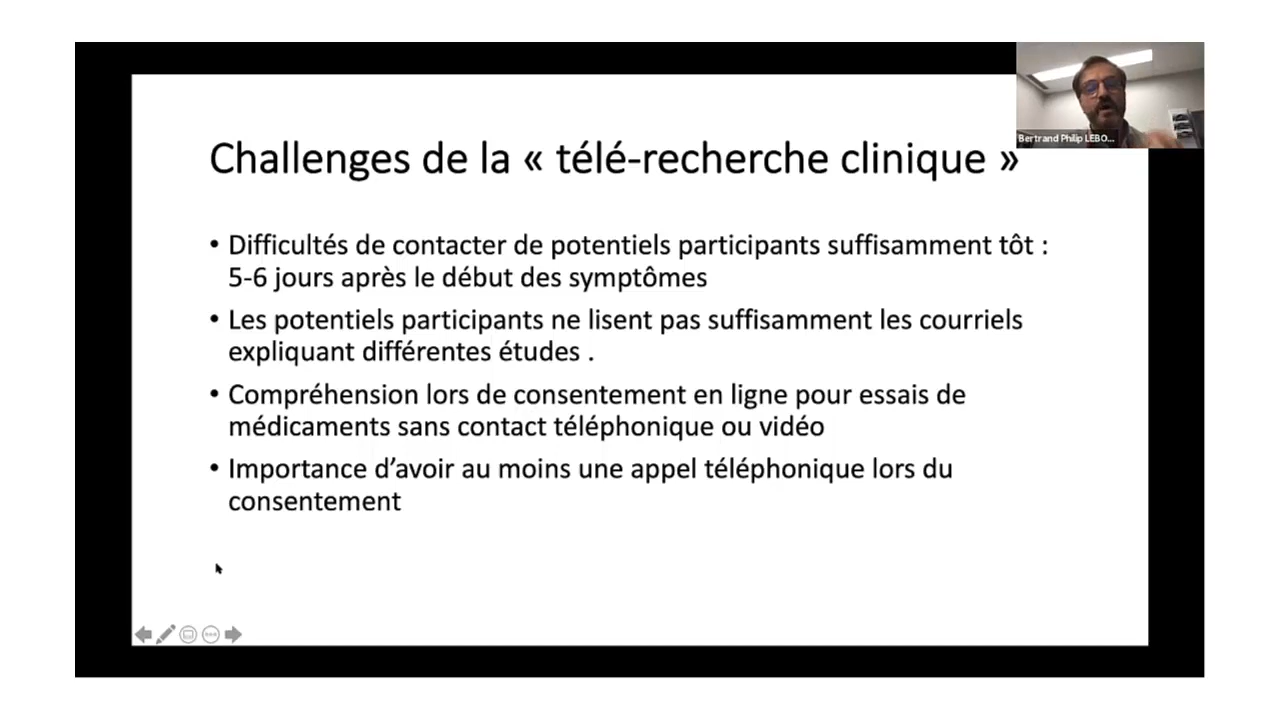 Challenges de la « télé-recherche clinique »
Bertrand Philip LEBO...
• Difficultés de contacter de potentiels participants suffisamment tôt :
5-6 jours après le début des symptômes
• Les potentiels participants ne lisent pas suffisamment les courriels
expliquant différentes études .
• Compréhension lors de consentement en ligne pour essais de
médicaments sans contact téléphonique ou vidéo
• Importance d’avoir au moins une appel téléphonique lors du
consentement